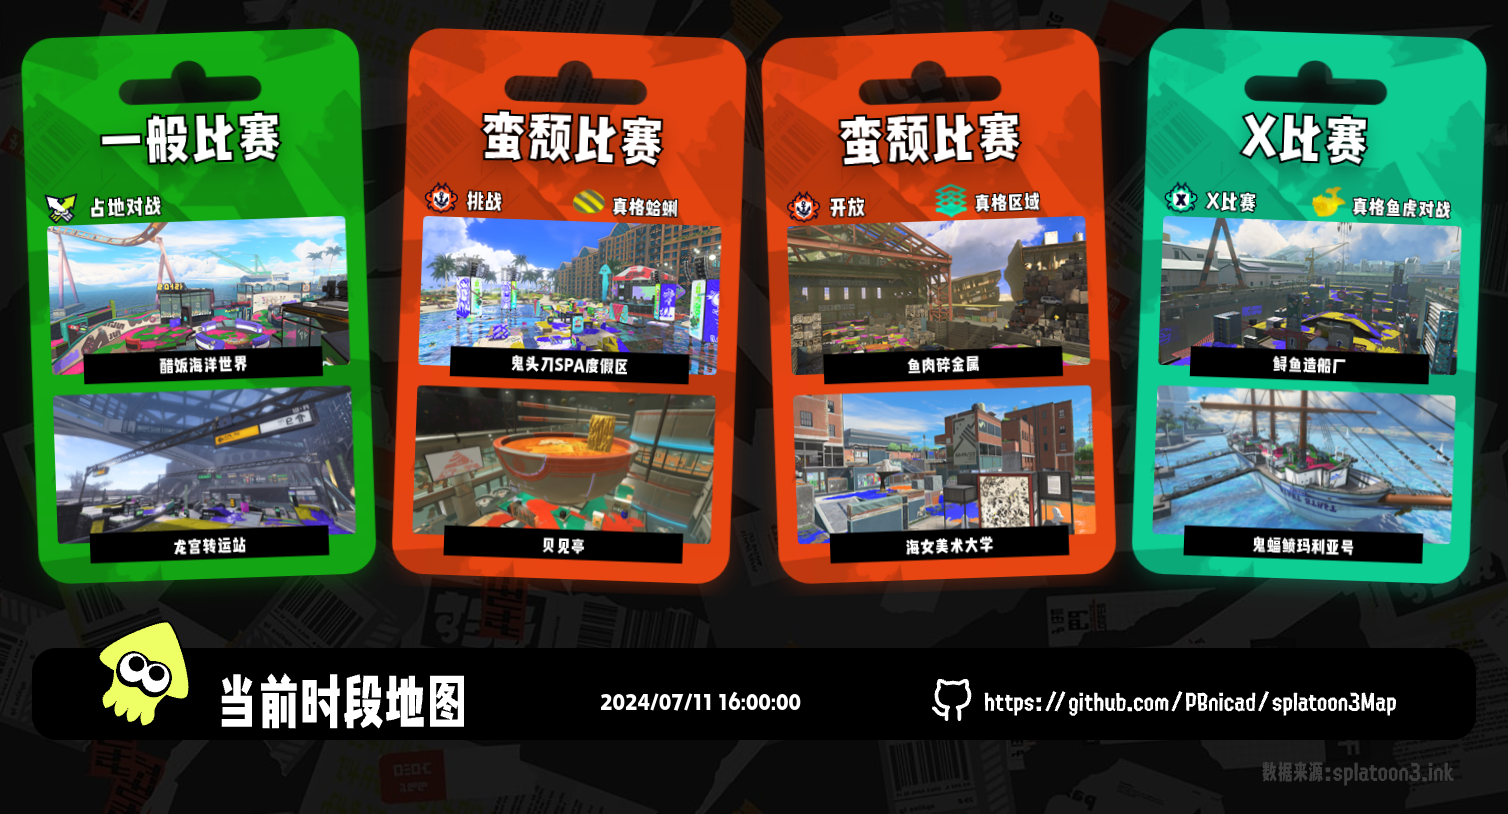 一般比赛
占地对战
醋饭海洋世界
龙宫转运站
蛮颓比赛
挑战
真格蛤蜊
鬼头刀SPA度假区
贝见亭
蛮颓比赛
开放
真格区域
鱼肉碎金属
海女美术大学
X比赛
X比赛
真格鱼虎对战
鲟鱼造船厂
鬼蝠鲼玛利亚号
当前时段地图
2024/07/11 16:00:00
https://github.com/PBnicad/splatoon3Map
数据来源:splatoon3.ink